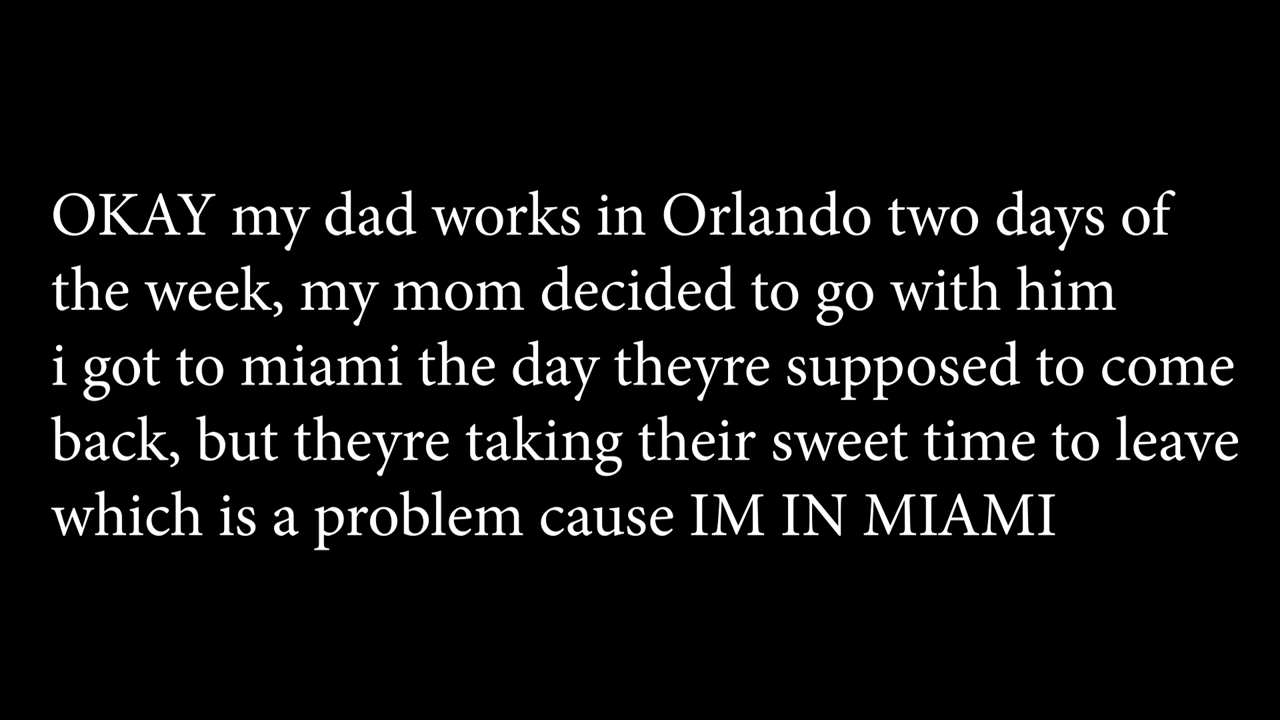 OKAY my dad works in Orlando two days of
the week, my mom decided to go with him
i got to miami the day theyre supposed to come
back, but theyre taking their sweet time to leave
which is a problem cause IM IN MIAMI